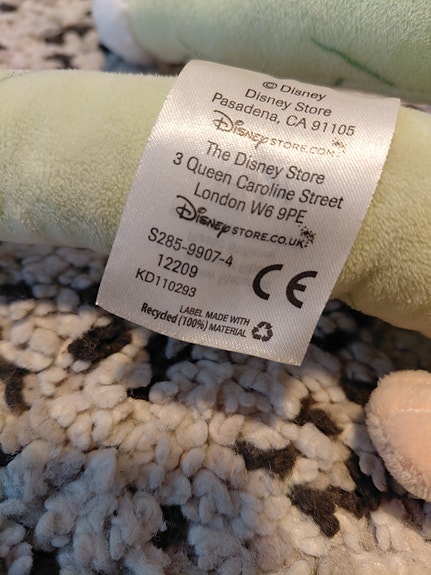 © Disney
Disney Store
Pasadena, CA 91105
DISNEYSTORE.COM
The Disney Store
3 Queen Caroline Street
London W6 9PE
DISNEYSTORE.CO.UK
S285-9907-4
12209
KD110293
CE
LABEL MADE WITH
Recycled (100%) MATERIAL